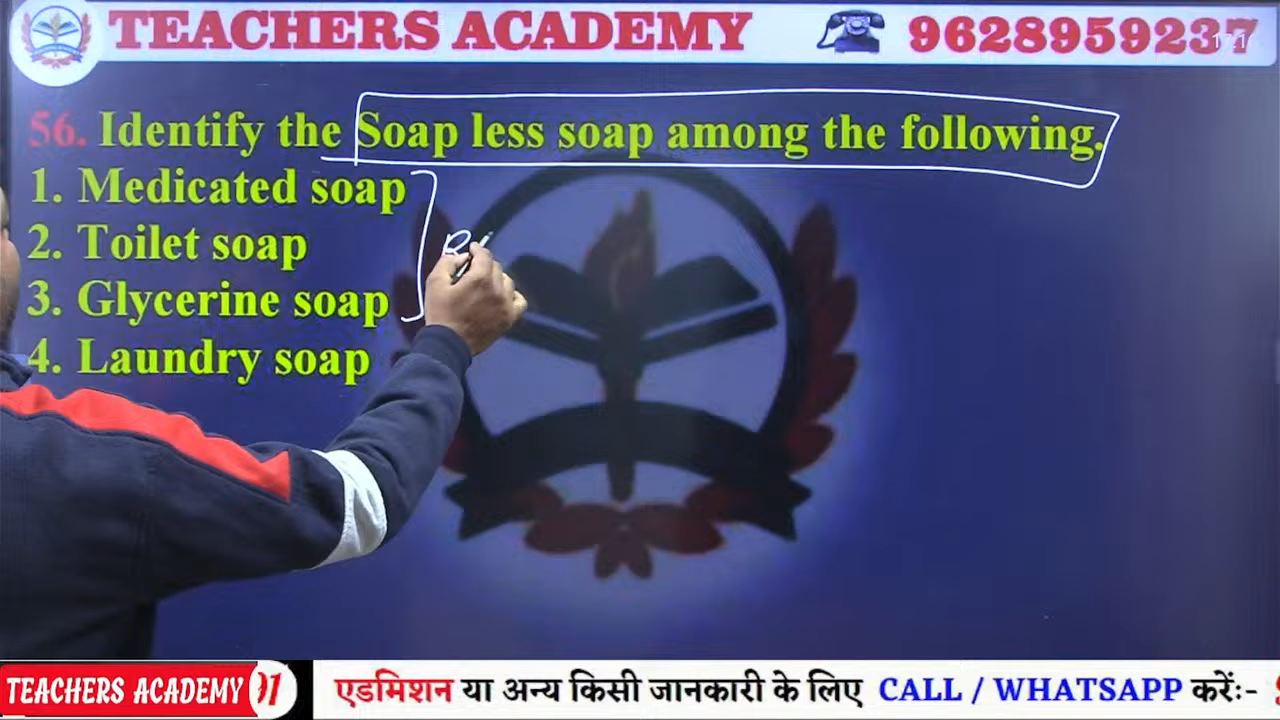 TEACHERS ACADEMY 9628959237
56. Identify the Soap less soap among the following.
1. Medicated soap
2. Toilet soap
3. Glycerine soap
4. Laundry soap
TEACHERS ACADEMY
एडमिशन या अन्य किसी जानकारी के लिए CALL / WHATSAPP करेंः-